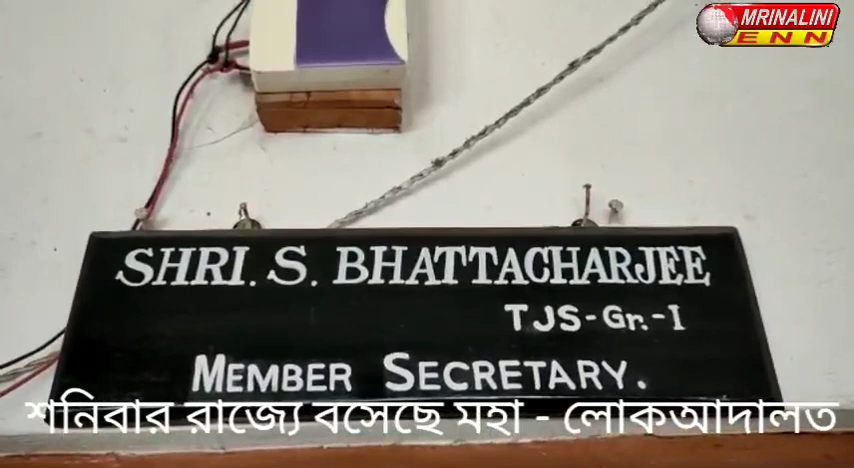 MRINALINI
ENN
SHRI. S. BHATTACHARJEE
TJS-Gr.-I
MEMBER SECRETARY.
শনিবার রাজ্যে বসেছে মহা - লোকআদালত